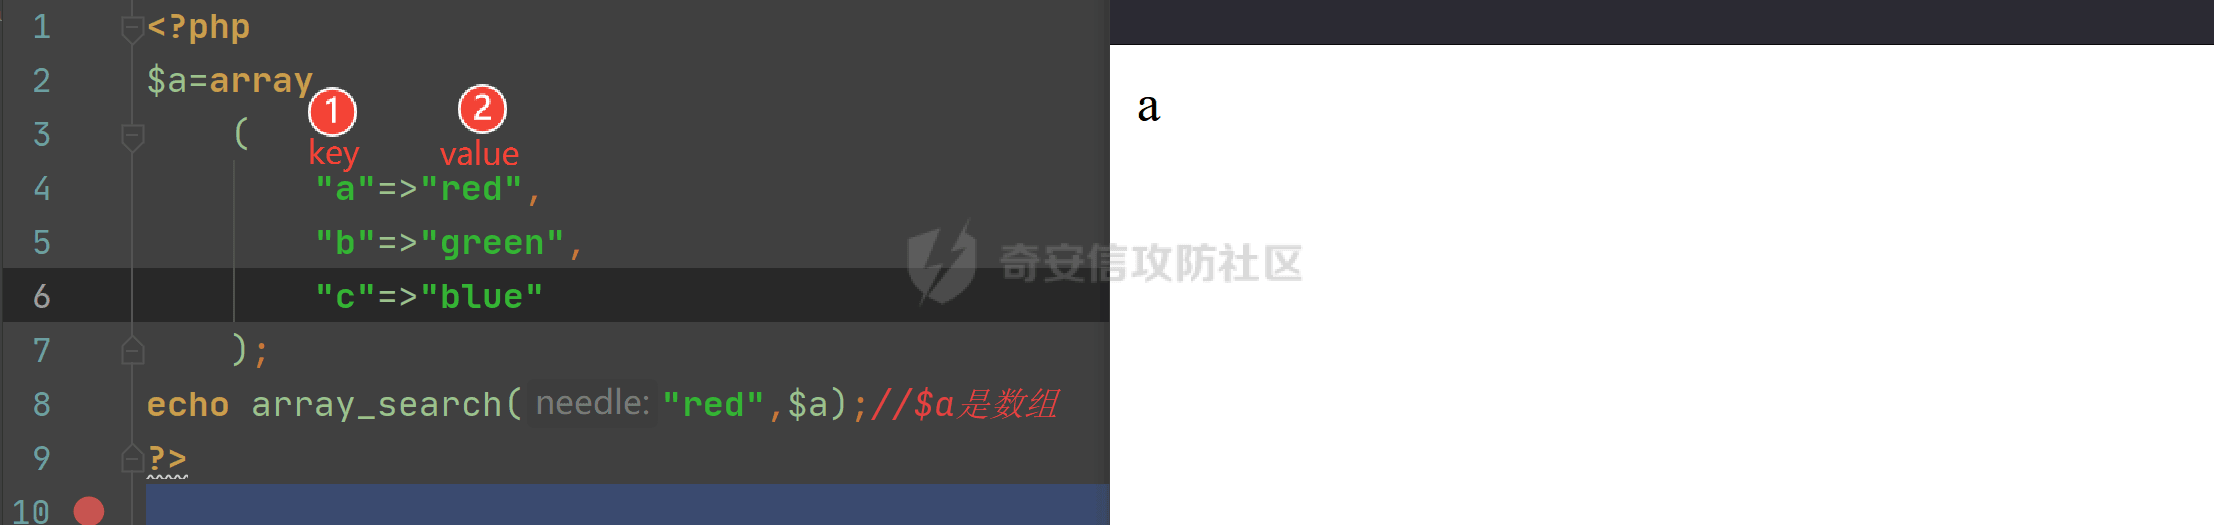 1 <?php
2 $a=array
1 2
3 (
key value
4 "a"=>"red",
5 "b"=>"green",
6 "c"=>"blue"
7 );
8 echo array_search( needle: "red",$a);//$a是数组
9 ?>
10
a
奇安信攻防社区